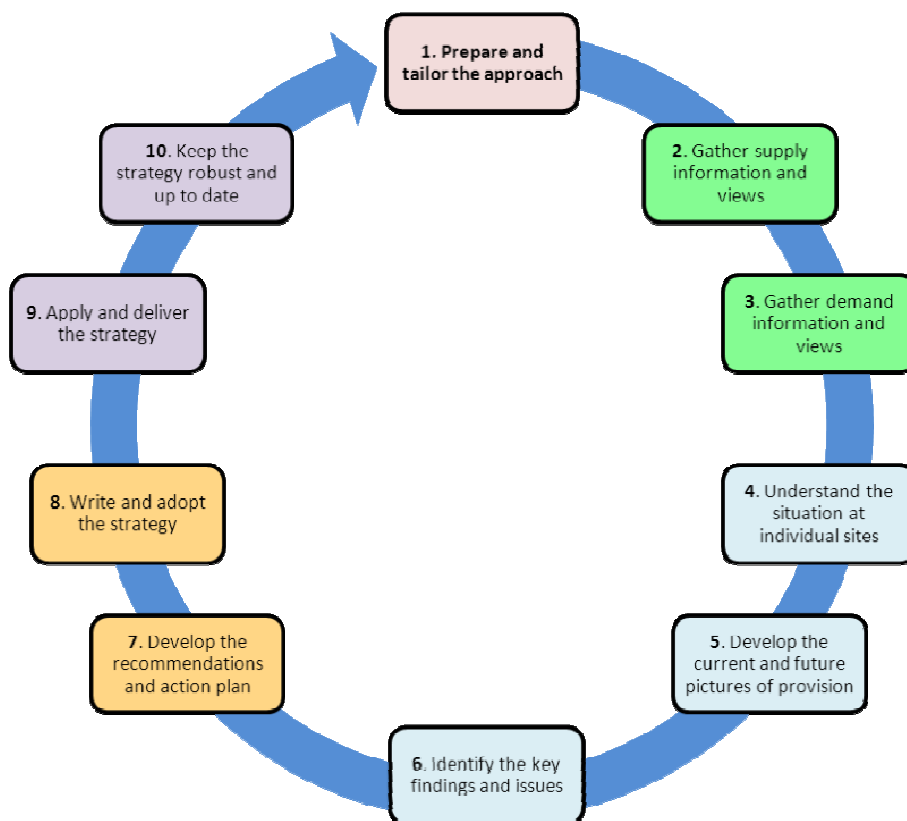 1. Prepare and
tailor the approach
2. Gather supply
information and
views
3. Gather demand
information and
views
4. Understand the
situation at
individual sites
5. Develop the
current and future
pictures of provision
6. Identify the key
findings and issues
7. Develop the
recommendations
and action plan
8. Write and adopt
the strategy
9. Apply and deliver
the strategy
10. Keep the
strategy robust and
up to date